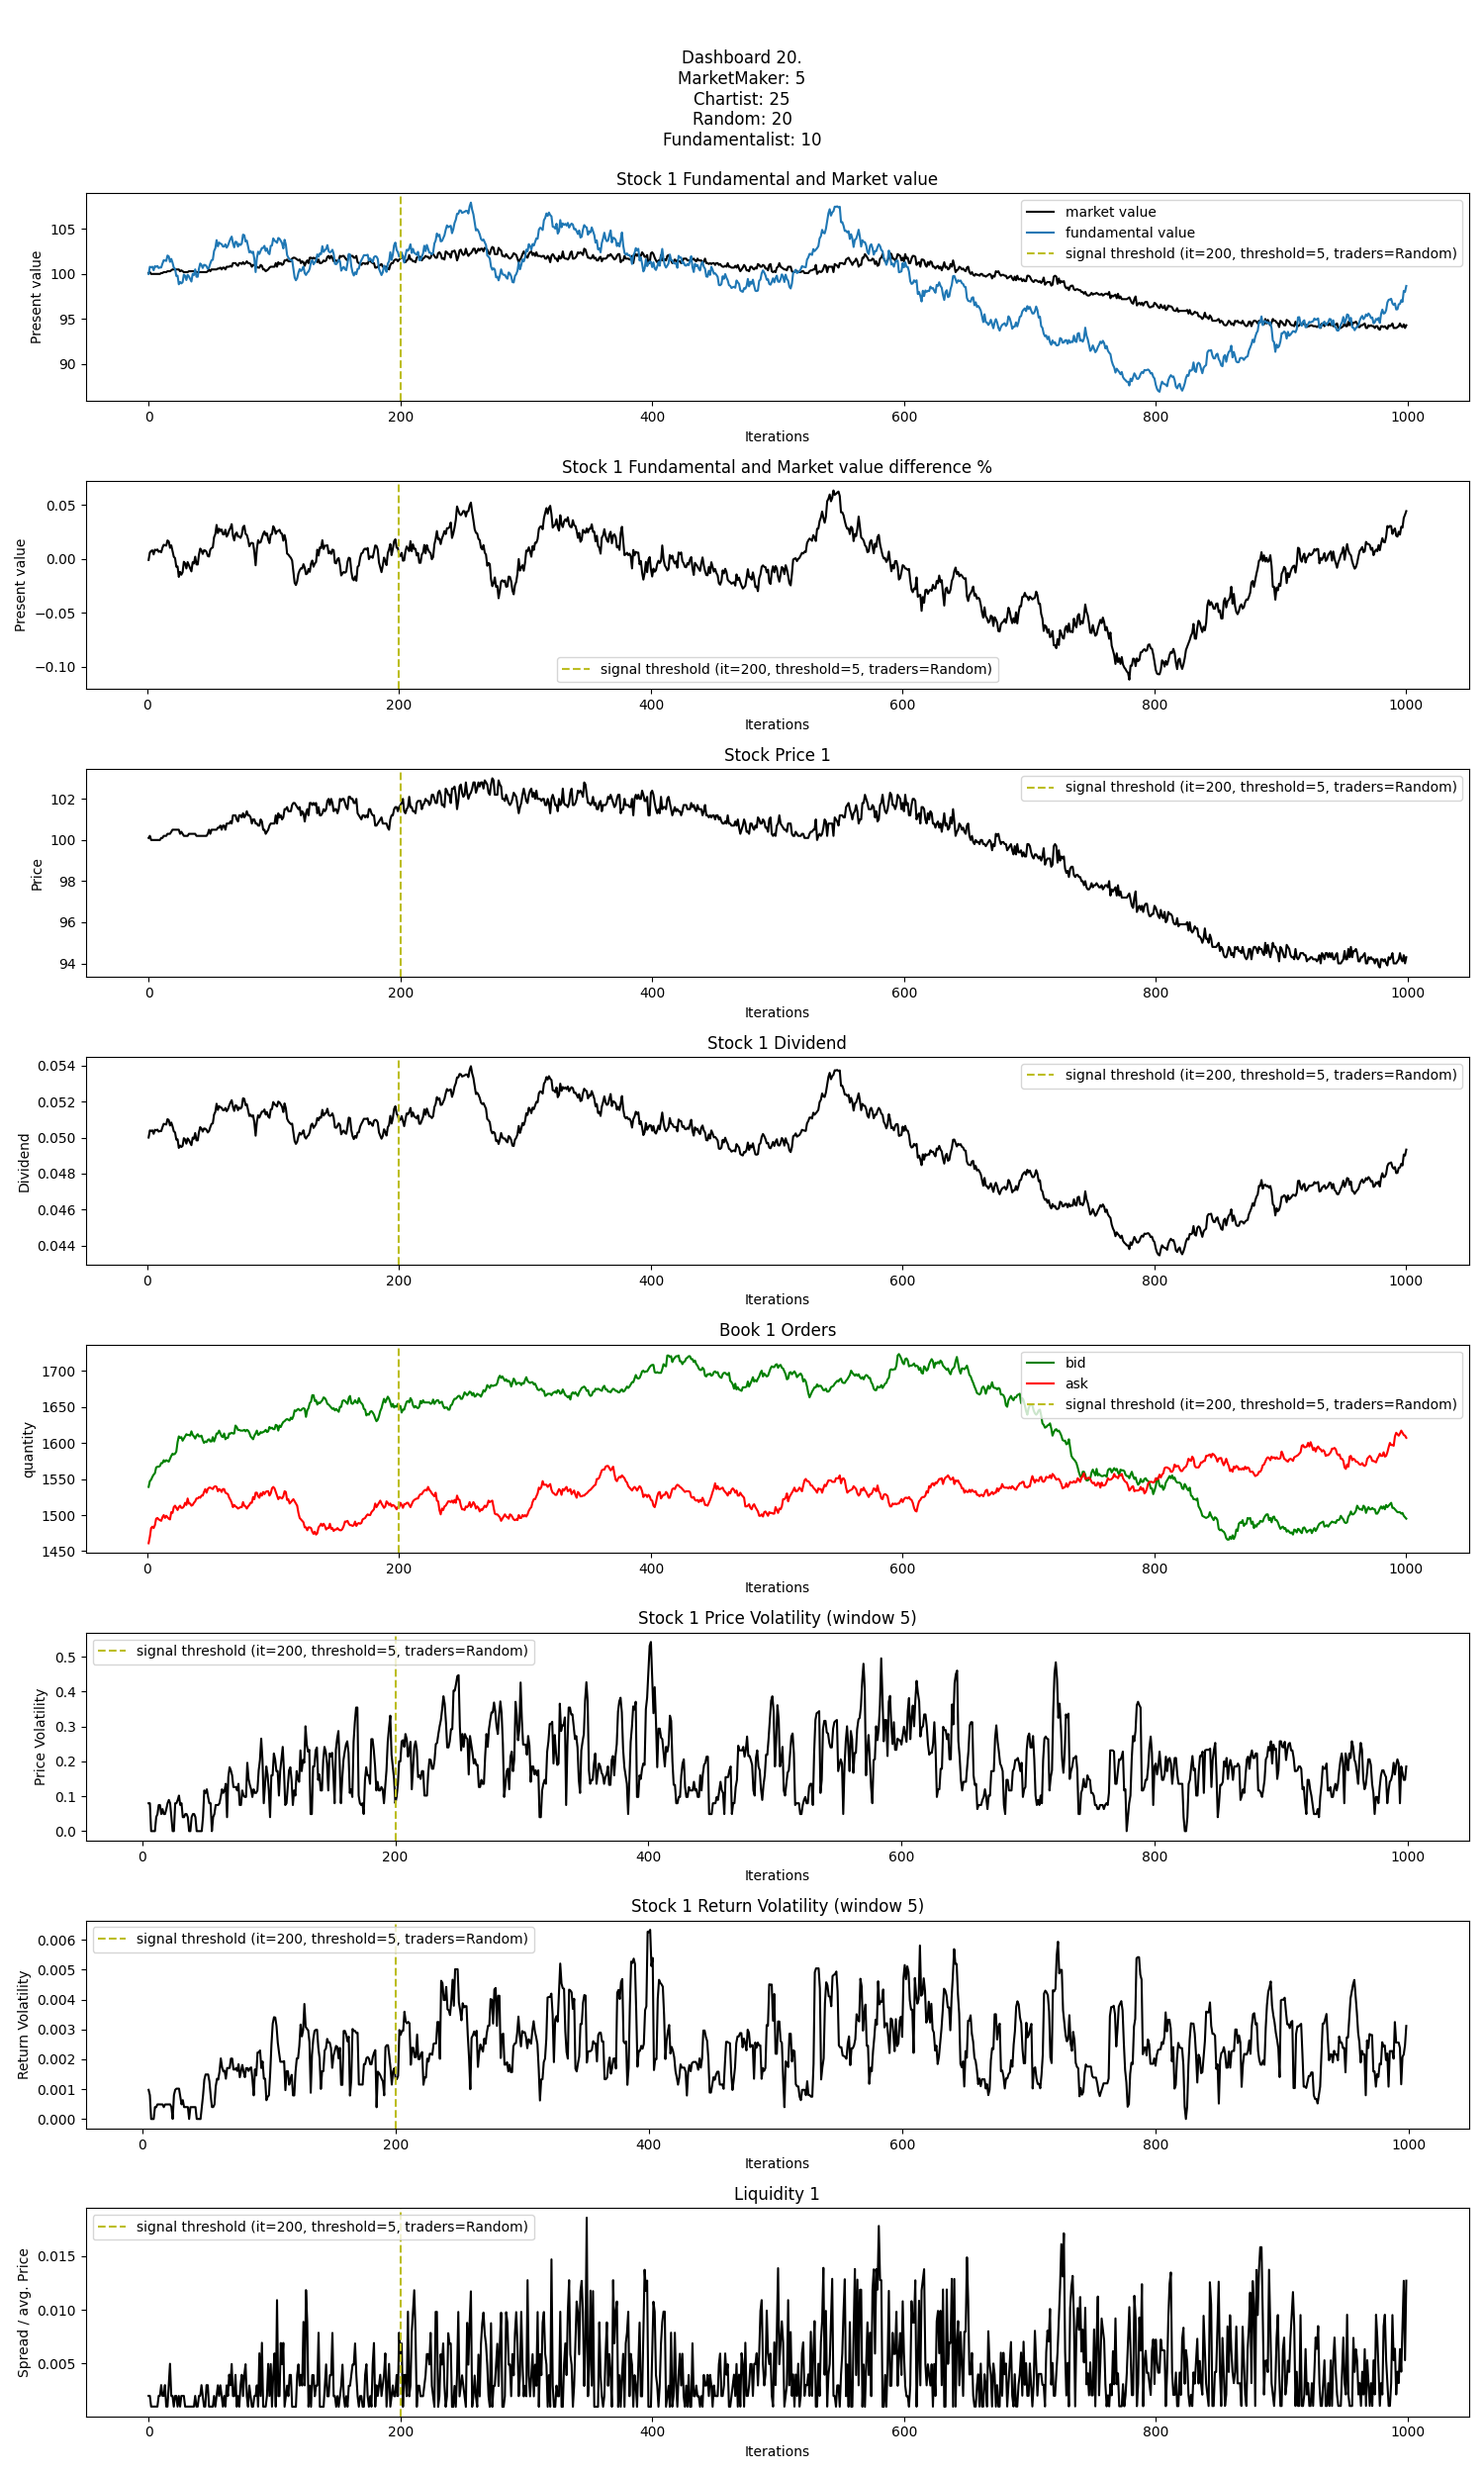 Dashboard 20.
MarketMaker: 5
Chartist: 25
Random: 20
Fundamentalist: 10
Stock 1 Fundamental and Market value
market value
fundamental value
signal threshold (it=200, threshold=5, traders=Random)
Present value
105
100
95
90
0 200 400 600 800 1000
Iterations
Stock 1 Fundamental and Market value difference %
Present value
0.05
0.00
−0.05
−0.10
signal threshold (it=200, threshold=5, traders=Random)
0 200 400 600 800 1000
Iterations
Stock Price 1
signal threshold (it=200, threshold=5, traders=Random)
Price
102
100
98
96
94
0 200 400 600 800 1000
Iterations
Stock 1 Dividend
signal threshold (it=200, threshold=5, traders=Random)
Dividend
0.054
0.052
0.050
0.048
0.046
0.044
0 200 400 600 800 1000
Iterations
Book 1 Orders
bid
ask
signal threshold (it=200, threshold=5, traders=Random)
quantity
1700
1650
1600
1550
1500
1450
0 200 400 600 800 1000
Iterations
Stock 1 Price Volatility (window 5)
signal threshold (it=200, threshold=5, traders=Random)
Price Volatility
0.5
0.4
0.3
0.2
0.1
0.0
0 200 400 600 800 1000
Iterations
Stock 1 Return Volatility (window 5)
signal threshold (it=200, threshold=5, traders=Random)
Return Volatility
0.006
0.005
0.004
0.003
0.002
0.001
0.000
0 200 400 600 800 1000
Iterations
Liquidity 1
signal threshold (it=200, threshold=5, traders=Random)
Spread / avg. Price
0.015
0.010
0.005
0 200 400 600 800 1000
Iterations